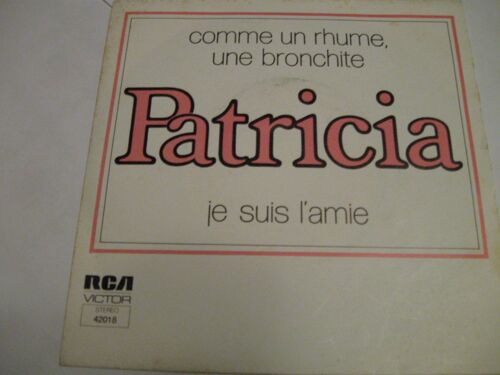 comme un rhume,
une bronchite
Patricia
je suis l'amie
RCA
VICTOR
STEREO
42018